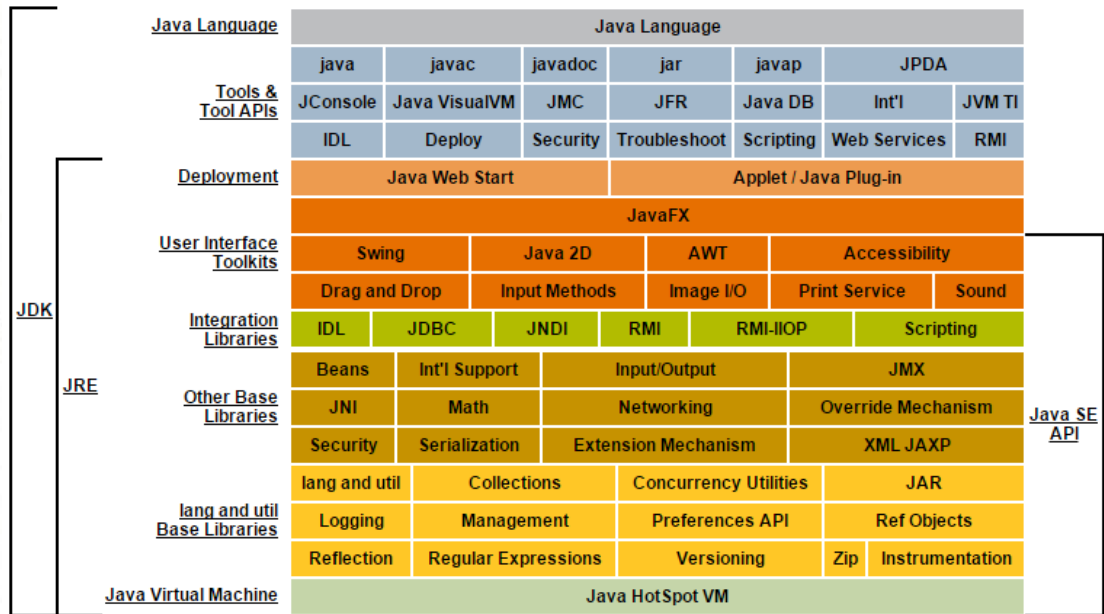 Java Language
Java Language
java javac javadoc jar javap JPDA
Tools &
Tool APIs
JConsole Java VisualVM JMC JFR Java DB Int'l JVM TI
IDL Deploy Security Troubleshoot Scripting Web Services RMI
Deployment
Java Web Start Applet / Java Plug-in
JavaFX
User Interface
Toolkits
Swing Java 2D AWT Accessibility
Drag and Drop Input Methods Image I/O Print Service Sound
Integration
Libraries
IDL JDBC JNDI RMI RMI-IIOP Scripting
Beans Int'l Support Input/Output JMX
Other Base
Libraries
JNI Math Networking Override Mechanism
Security Serialization Extension Mechanism XML JAXP
lang and util Collections Concurrency Utilities JAR
lang and util
Base Libraries
Logging Management Preferences API Ref Objects
Reflection Regular Expressions Versioning Zip Instrumentation
Java Virtual Machine
Java HotSpot VM
JDK
JRE
Java SE
API